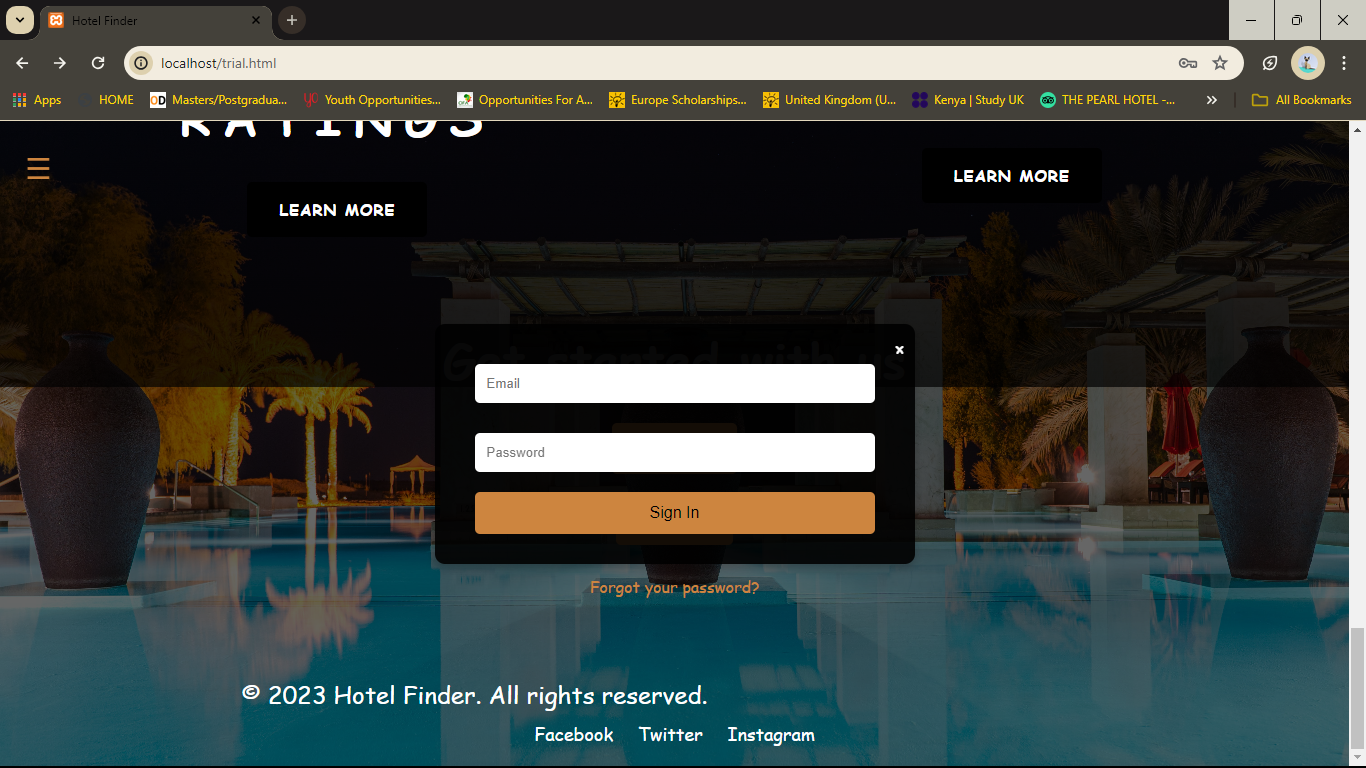 Hotel Finder
localhost/trial.html
Apps HOME Masters/Postgradua... Youth Opportunities... Opportunities For A... Europe Scholarships... United Kingdom (U... Kenya | Study UK THE PEARL HOTEL -... » All Bookmarks
RATINGS
LEARN MORE
LEARN MORE
Get started with us
x
Email
Password
Sign In
Forgot your password?
© 2023 Hotel Finder. All rights reserved.
Facebook Twitter Instagram